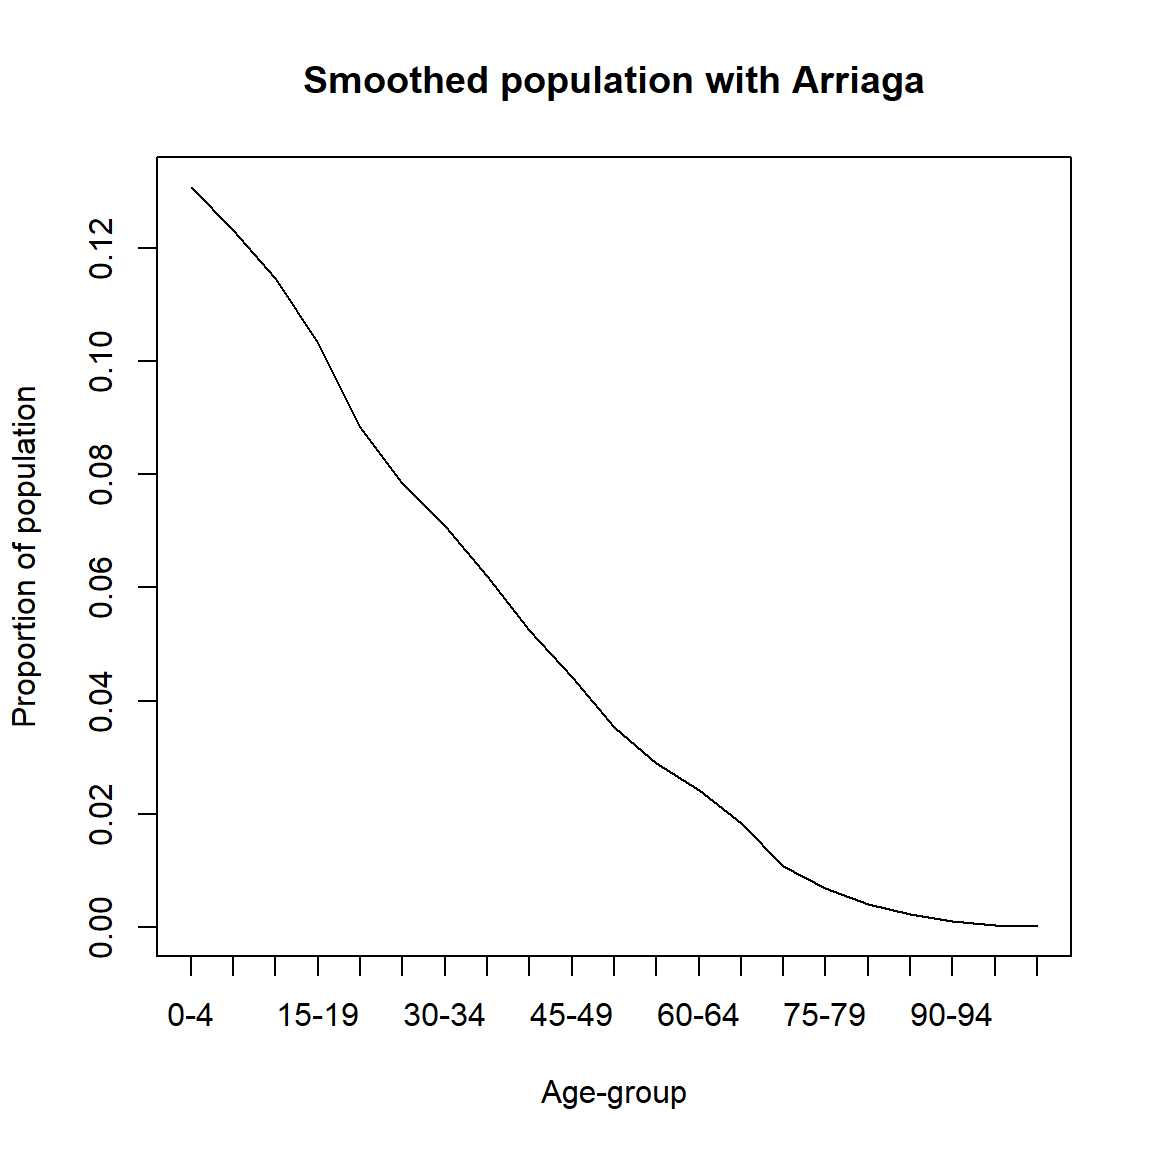 Smoothed population with Arriaga
Proportion of population
0.12
0.10
0.08
0.06
0.04
0.02
0.00
0-4 15-19 30-34 45-49 60-64 75-79 90-94
Age-group